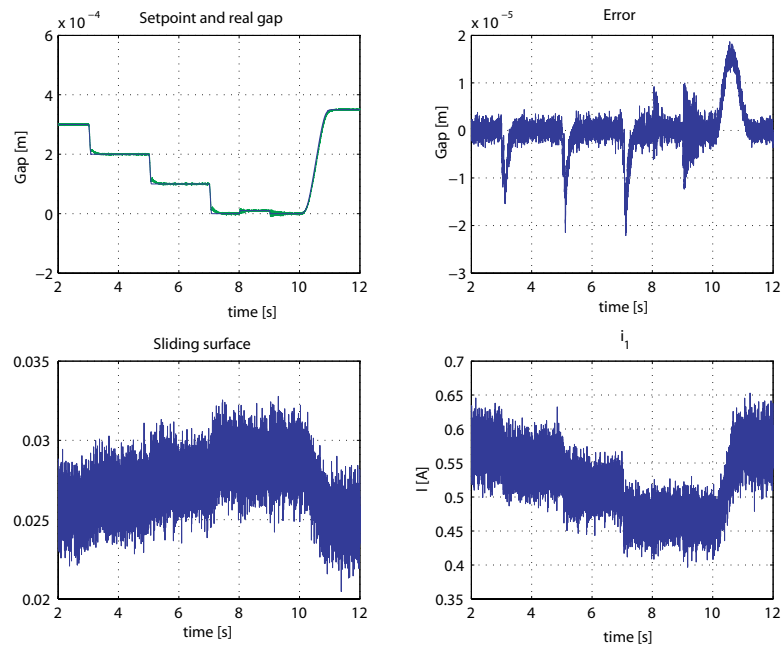 Setpoint and real gap
x 10⁻⁴
6
4
2
0
−2
Gap [m]
2 4 6 8 10 12
time [s]
Error
x 10⁻⁵
2
1
0
−1
−2
−3
Gap [m]
2 4 6 8 10 12
time [s]
Sliding surface
0.035
0.03
0.025
0.02
2 4 6 8 10 12
time [s]
i₁
0.7
0.65
0.6
0.55
0.5
0.45
0.4
0.35
I [A]
2 4 6 8 10 12
time [s]